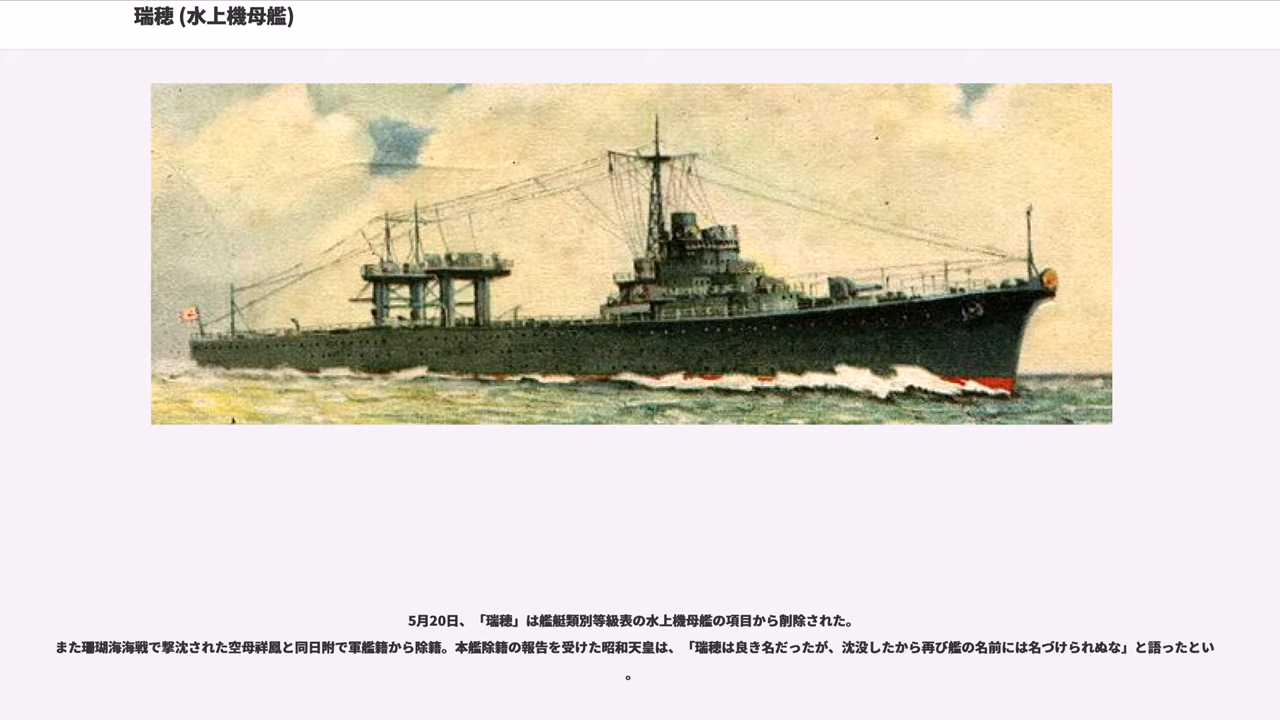 瑞穂 (水上機母艦)
5月20日、「瑞穂」は艦艇類別等級表の水上機母艦の項目から削除された。
また珊瑚海海戦で撃沈された空母祥鳳と同日附で軍艦籍から除籍。本艦除籍の報告を受けた昭和天皇は、「瑞穂は良き名だったが、沈没したから再び艦の名前には名づけられぬな」と語ったとい
。